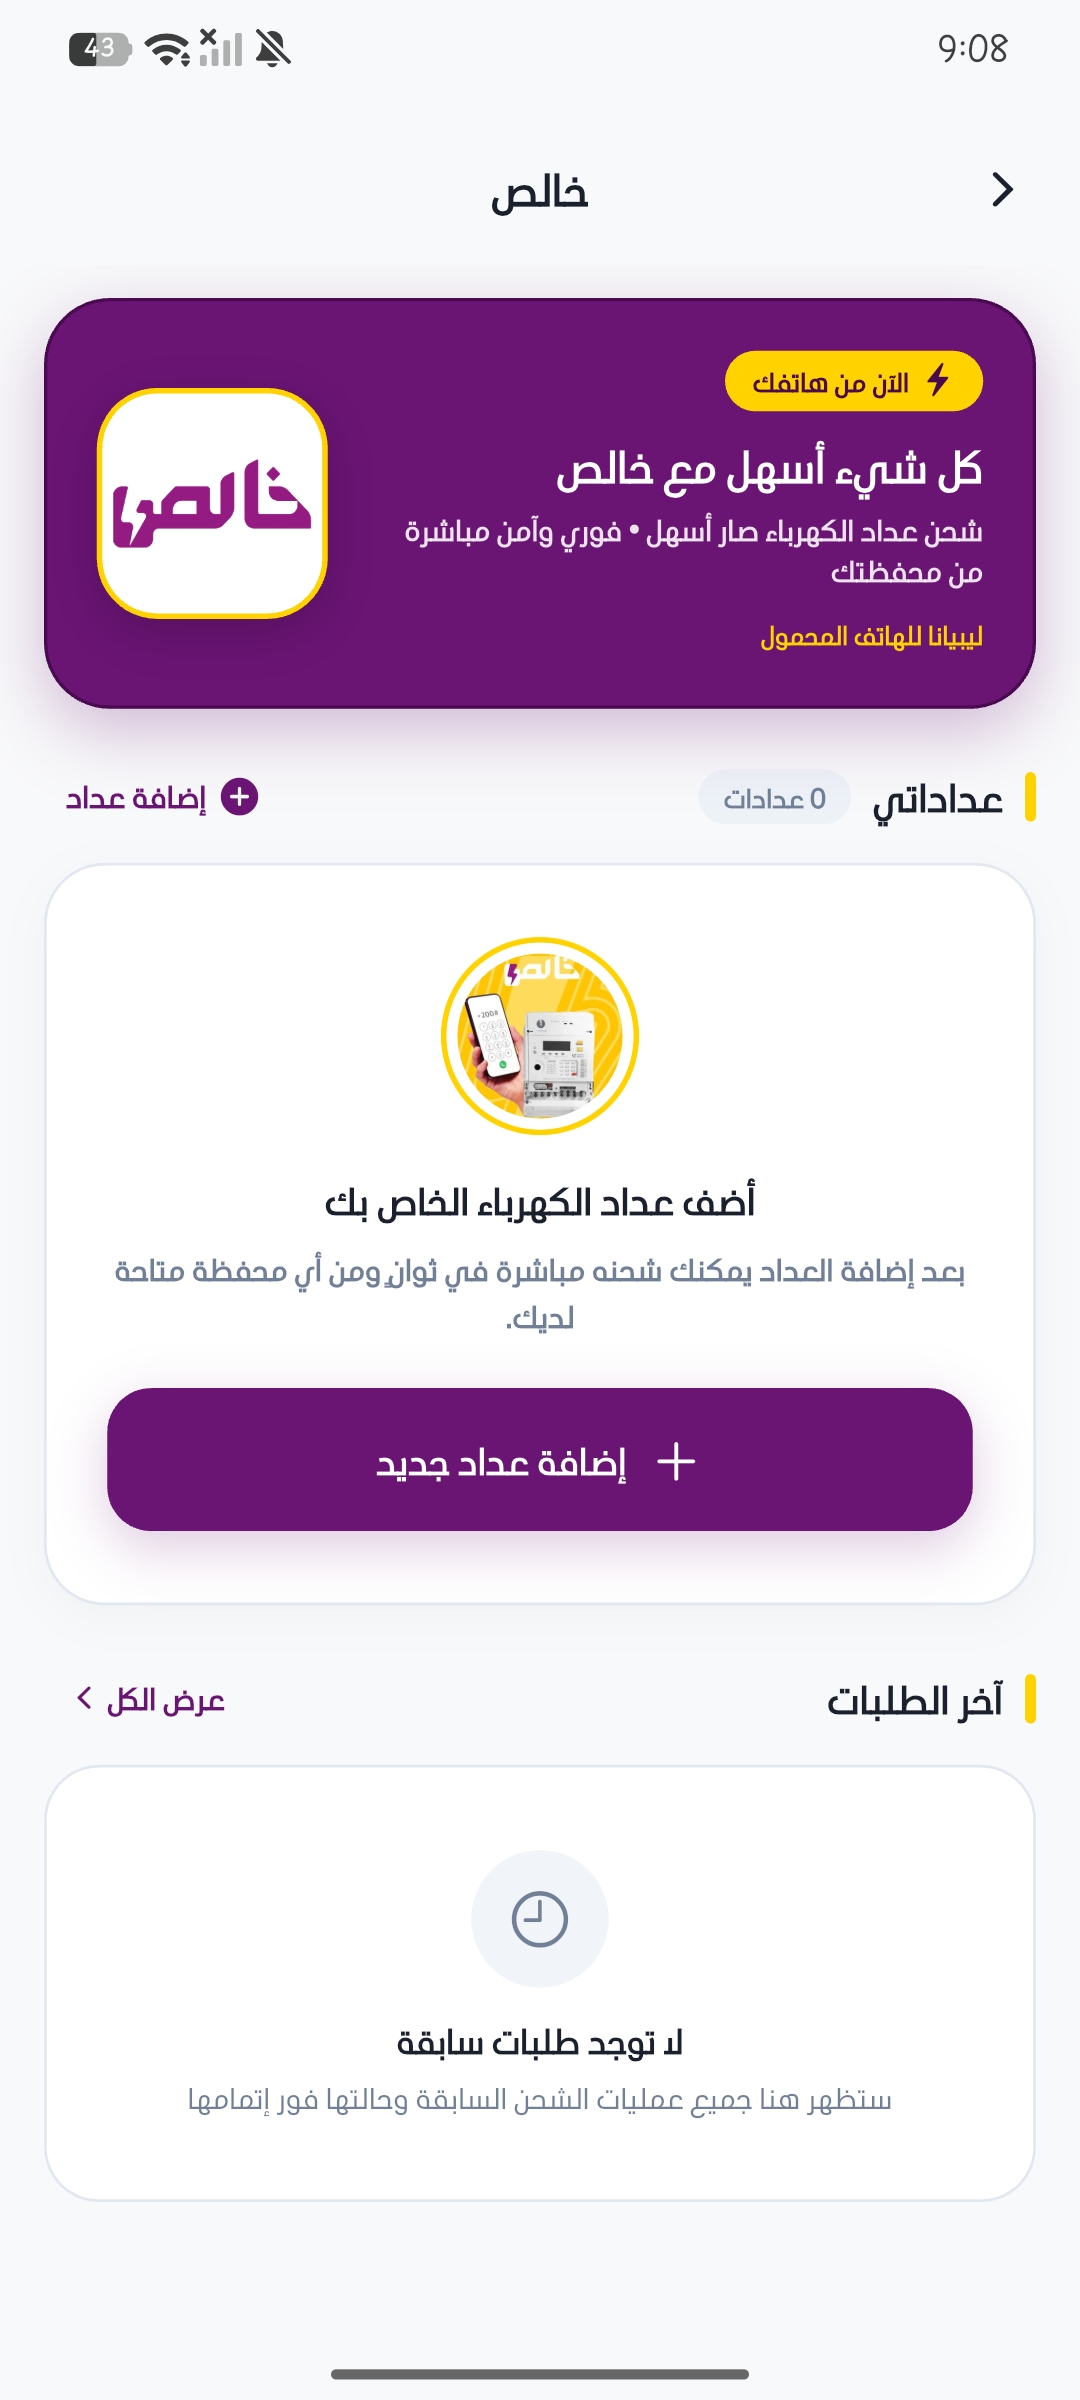 9:08
43
خالص
الآن من هاتفك
كل شيء أسهل مع خالص
شحن عداد الكهرباء صار أسهل • فوري وآمن مباشرة
من محفظتك
ليبيانا للهاتف المحمول
خالص
عداداتي
0 عدادات
إضافة عداد
خالص
*200#
أضف عداد الكهرباء الخاص بك
بعد إضافة العداد يمكنك شحنه مباشرة في ثوانٍ ومن أي محفظة متاحة
لديك.
إضافة عداد جديد
آخر الطلبات
عرض الكل
لا توجد طلبات سابقة
ستظهر هنا جميع عمليات الشحن السابقة وحالتها فور إتمامها